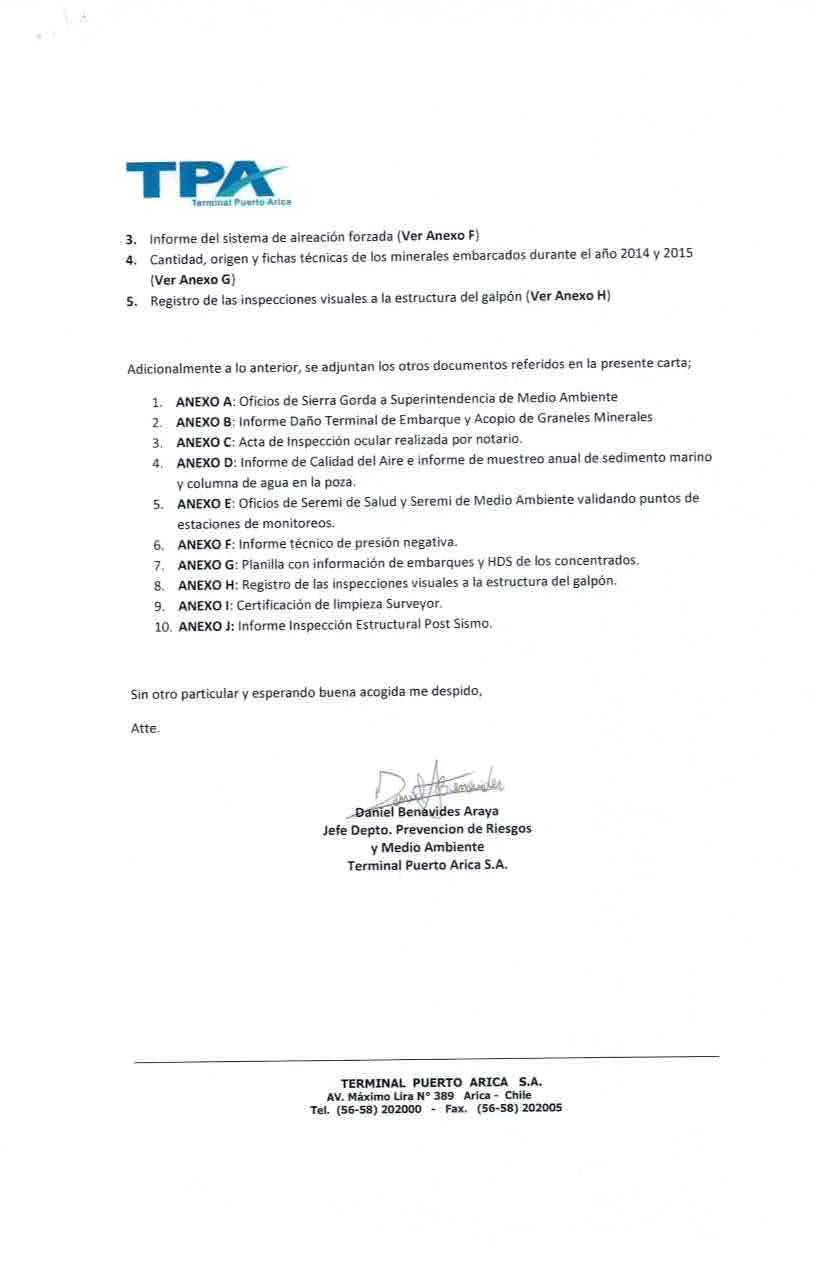 TPA
Terminal Puerto Arica
3. Informe del sistema de aireación forzada (Ver Anexo F)
4. Cantidad, origen y fichas técnicas de los minerales embarcados durante el año 2014 y 2015
(Ver Anexo G)
5. Registro de las inspecciones visuales a la estructura del galpón (Ver Anexo H)
Adicionalmente a lo anterior, se adjuntan los otros documentos referidos en la presente carta;
1. ANEXO A: Oficios de Sierra Gorda a Superintendencia de Medio Ambiente
2. ANEXO B: Informe Daño Terminal de Embarque y Acopio de Graneles Minerales
3. ANEXO C: Acta de Inspección ocular realizada por notario.
4. ANEXO D: Informe de Calidad del Aire e informe de muestreo anual de sedimento marino
y columna de agua en la poza.
5. ANEXO E: Oficios de Seremi de Salud y Seremi de Medio Ambiente validando puntos de
estaciones de monitoreos.
6. ANEXO F: Informe técnico de presión negativa.
7. ANEXO G: Planilla con información de embarques y HDS de los concentrados.
8. ANEXO H: Registro de las inspecciones visuales a la estructura del galpón.
9. ANEXO I: Certificación de limpieza Surveyor.
10. ANEXO J: Informe Inspección Estructural Post Sismo.
Sin otro particular y esperando buena acogida me despido,
Atte.
Daniel Benavides
Daniel Benavides Araya
Jefe Depto. Prevencion de Riesgos
y Medio Ambiente
Terminal Puerto Arica S.A.
TERMINAL PUERTO ARICA S.A.
AV. Máximo Lira N° 389 Arica - Chile
Tel. (56-58) 202000 - Fax. (56-58) 202005